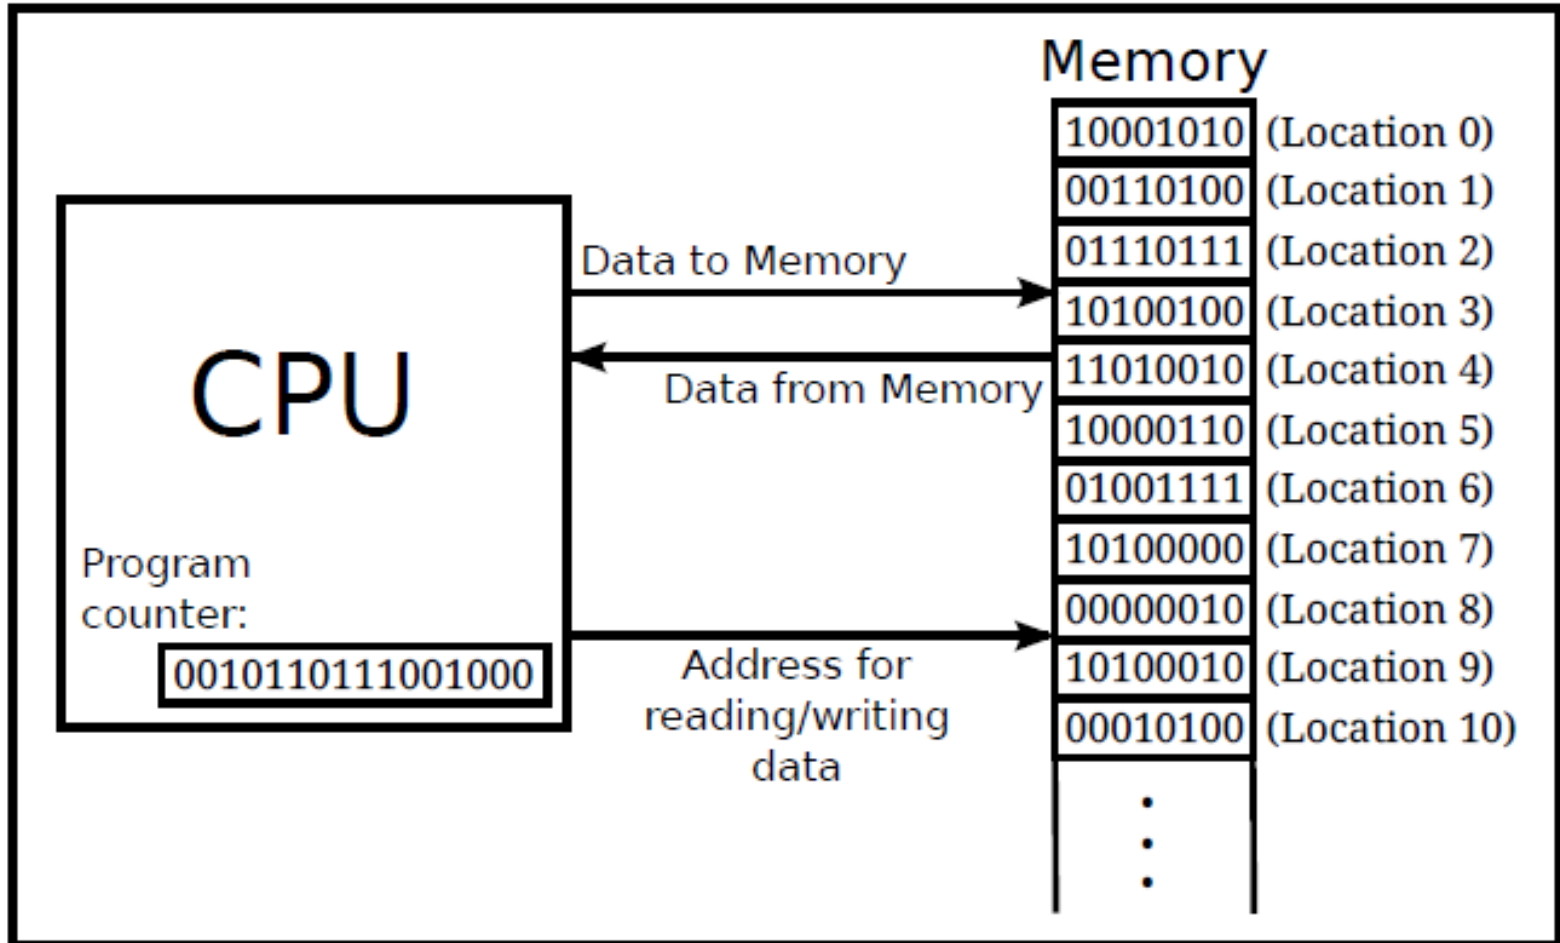 Memory
10001010 (Location 0)
00110100 (Location 1)
01110111 (Location 2)
10100100 (Location 3)
11010010 (Location 4)
10000110 (Location 5)
01001111 (Location 6)
10100000 (Location 7)
00000010 (Location 8)
10100010 (Location 9)
00010100 (Location 10)
Data to Memory
Data from Memory
CPU
Program
counter:
0010110111001000
Address for
reading/writing
data